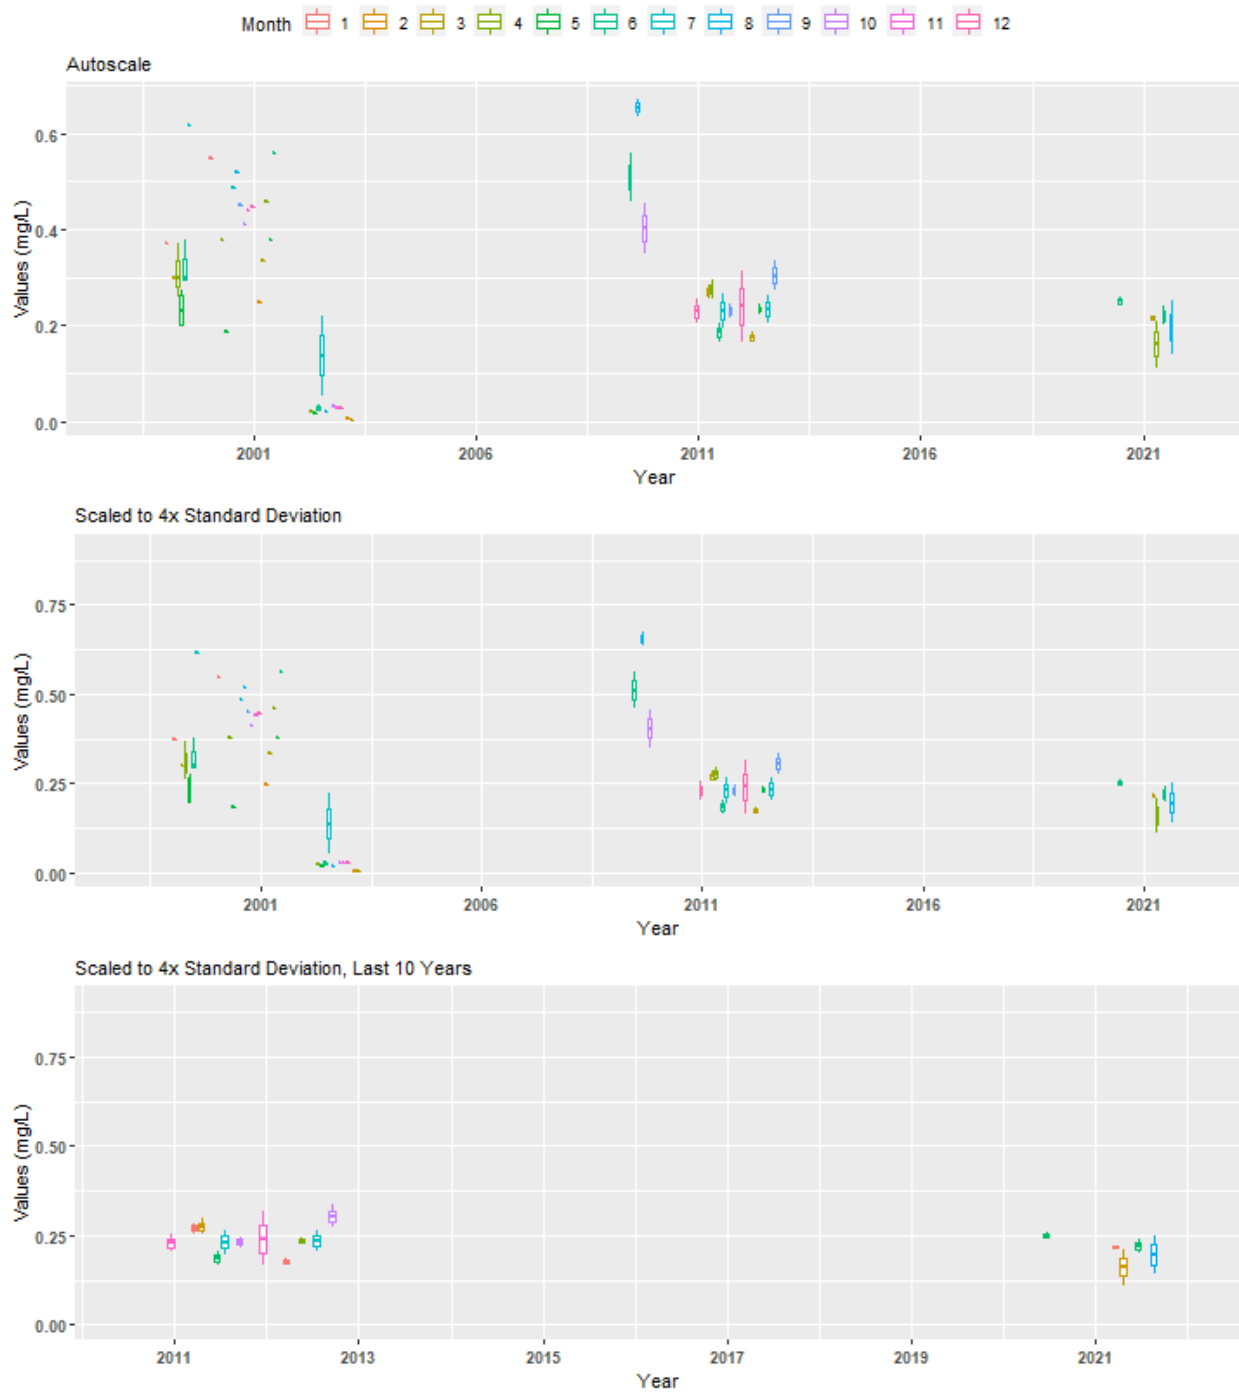 Month 1 2 3 4 5 6 7 8 9 10 11 12
Autoscale
Values (mg/L)
0.6
0.4
0.2
0.0
2001 2006 2011 2016 2021
Year
Scaled to 4x Standard Deviation
Values (mg/L)
0.75
0.50
0.25
0.00
2001 2006 2011 2016 2021
Year
Scaled to 4x Standard Deviation, Last 10 Years
Values (mg/L)
0.75
0.50
0.25
0.00
2011 2013 2015 2017 2019 2021
Year